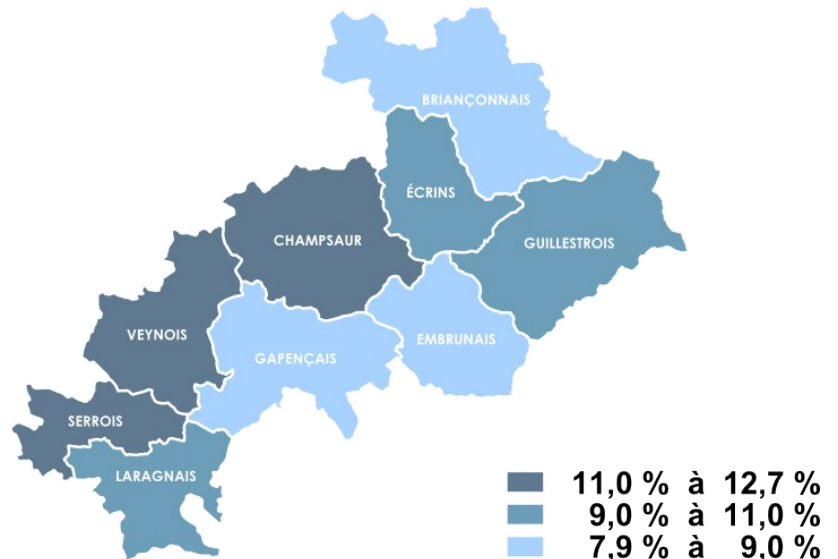 BRIANÇONNAIS
ÉCRINS
CHAMPSAUR
GUILLESTROIS
VEYNOIS
EMBRUNAIS
GAPENÇAIS
SERROIS
LARAGNAIS
11,0 % à 12,7 %
9,0 % à 11,0 %
7,9 % à 9,0 %